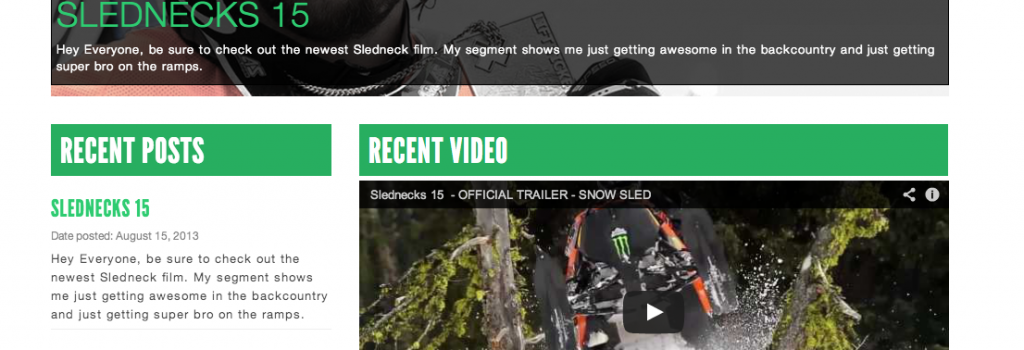 SLEDNECKS 15
Hey Everyone, be sure to check out the newest Sledneck film. My segment shows me just getting awesome in the backcountry and just getting
super bro on the ramps.
RECENT POSTS
SLEDNECKS 15
Date posted: August 15, 2013
Hey Everyone, be sure to check out the
newest Sledneck film. My segment shows
me just getting awesome in the backcountry
and just getting super bro on the ramps.
RECENT VIDEO
Slednecks 15 - OFFICIAL TRAILER - SNOW SLED